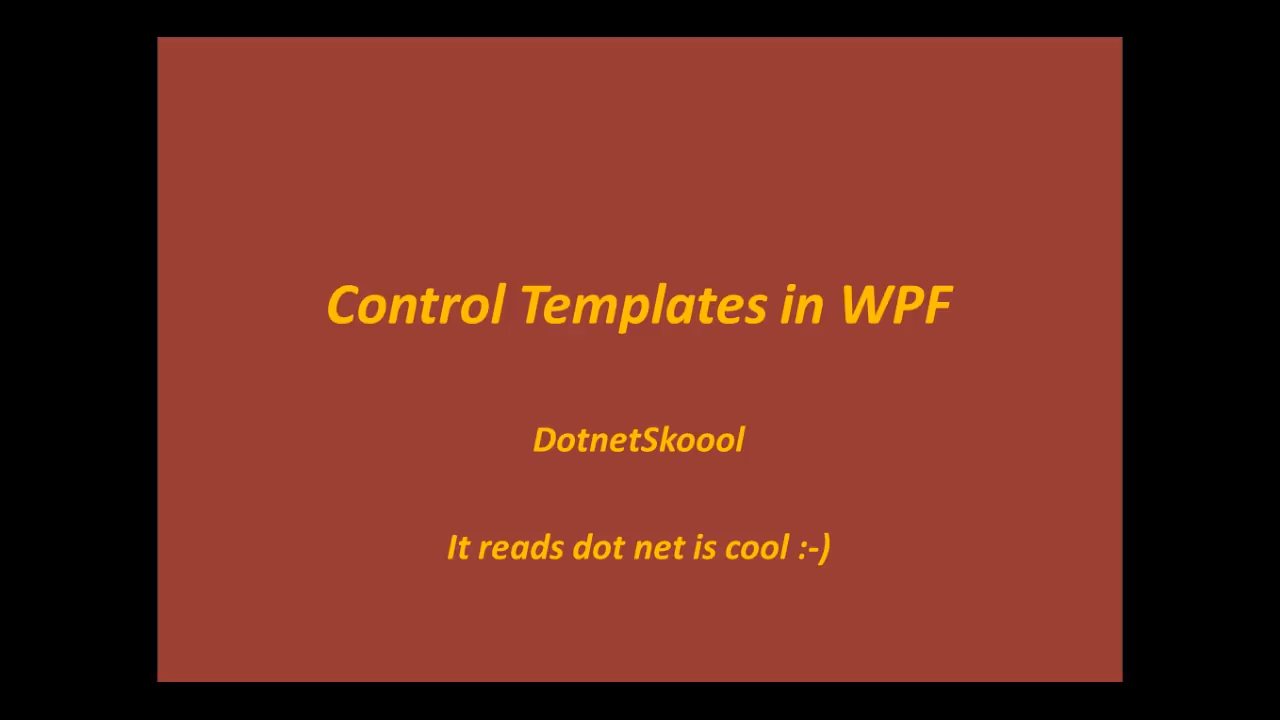 Control Templates in WPF
DotnetSkoool
It reads dot net is cool :-)